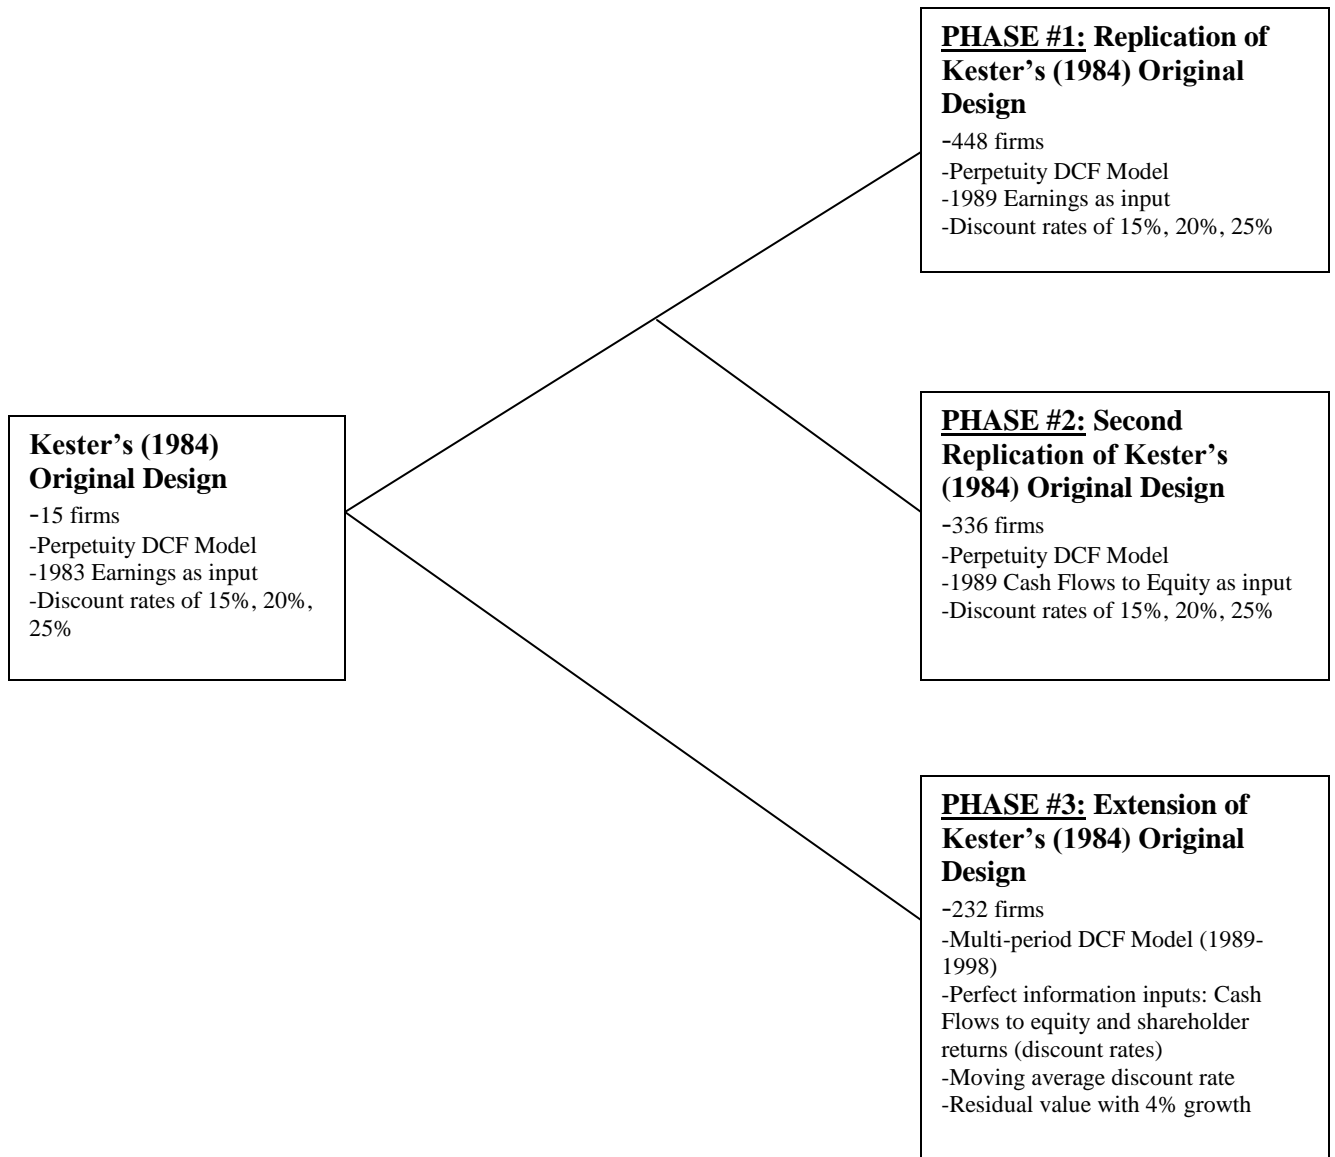 PHASE #1: Replication of
Kester’s (1984) Original
Design
-448 firms
-Perpetuity DCF Model
-1989 Earnings as input
-Discount rates of 15%, 20%, 25%
Kester’s (1984)
Original Design
-15 firms
-Perpetuity DCF Model
-1983 Earnings as input
-Discount rates of 15%, 20%,
25%
PHASE #2: Second
Replication of Kester’s
(1984) Original Design
-336 firms
-Perpetuity DCF Model
-1989 Cash Flows to Equity as input
-Discount rates of 15%, 20%, 25%
PHASE #3: Extension of
Kester’s (1984) Original
Design
-232 firms
-Multi-period DCF Model (1989-
1998)
-Perfect information inputs: Cash
Flows to equity and shareholder
returns (discount rates)
-Moving average discount rate
-Residual value with 4% growth